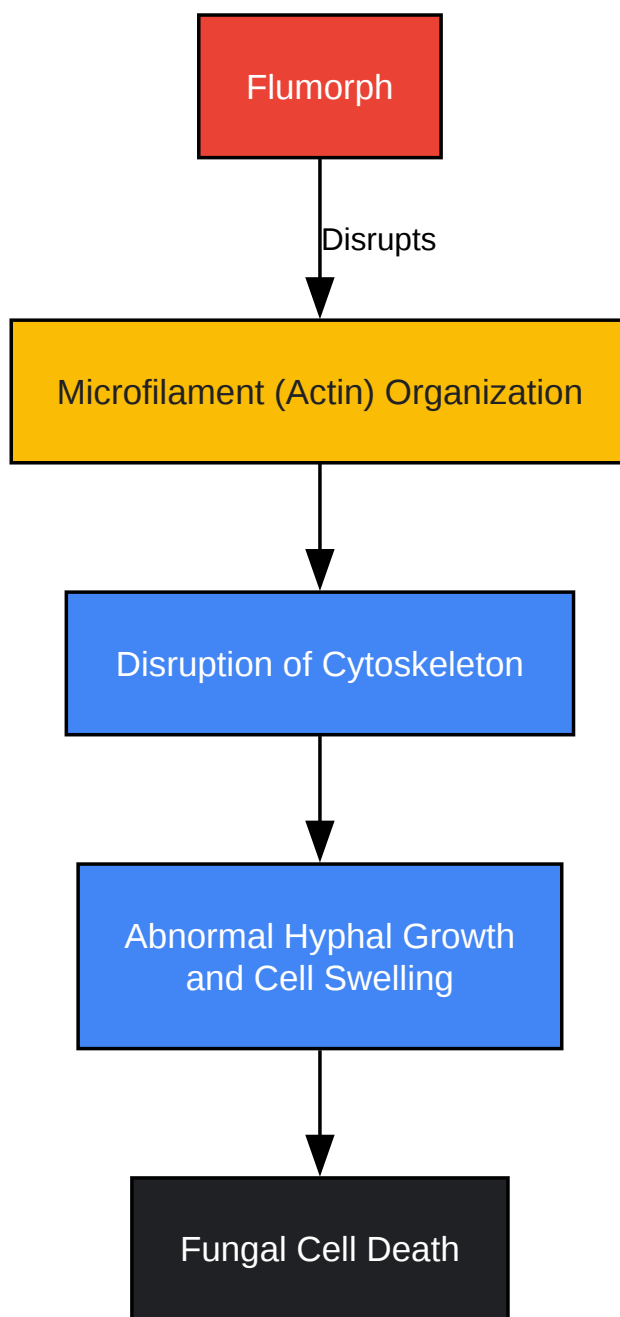 Flumorph
Disrupts
Microfilament (Actin) Organization
Disruption of Cytoskeleton
Abnormal Hyphal Growth
and Cell Swelling
Fungal Cell Death